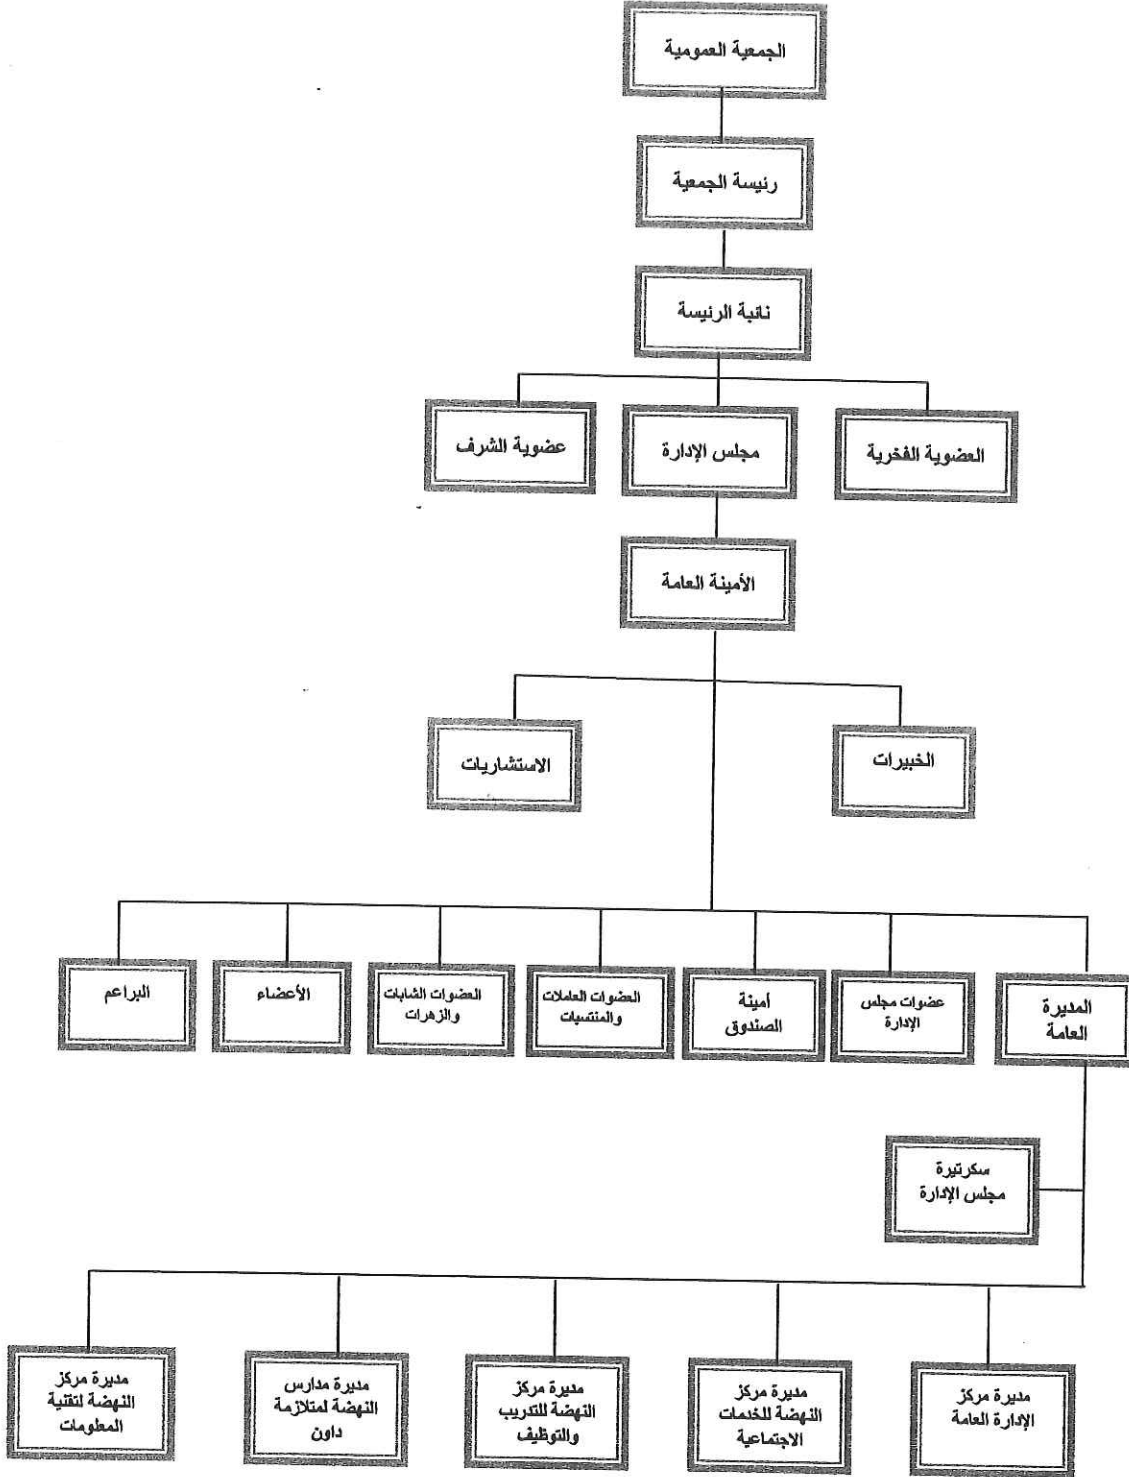 الجمعية العمومية
رئيسة الجمعية
نائبة الرئيسة
العضوية الفخرية
مجلس الإدارة
عضوية الشرف
الأمينة العامة
الخبيرات
الاستشاريات
المديرة
العامة
عضوات مجلس
الإدارة
أمينة
الصندوق
العضوات العاملات
والمنتسبات
العضوات الشابات
والزهرات
الأعضاء
البراعم
سكرتيرة
مجلس الإدارة
مديرة مركز
الإدارة العامة
مديرة مركز
النهضة للخدمات
الاجتماعية
مديرة مركز
النهضة للتدريب
والتوظيف
مديرة مدارس
النهضة لمتلازمة
داون
مديرة مركز
النهضة لتقنية
المعلومات